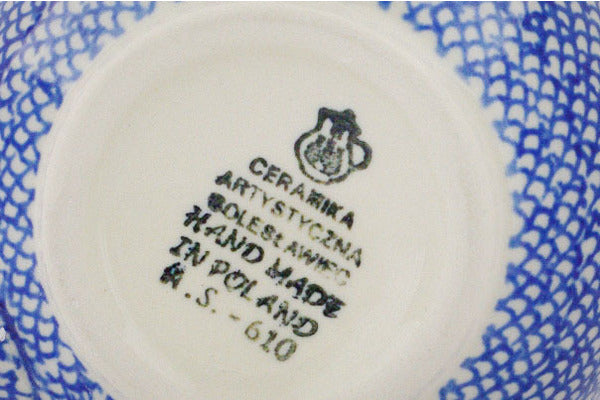 CERAMIKA
ARTYSTYCZNA
BOLESŁAWIEC
HAND MADE
IN POLAND
A.S.-610